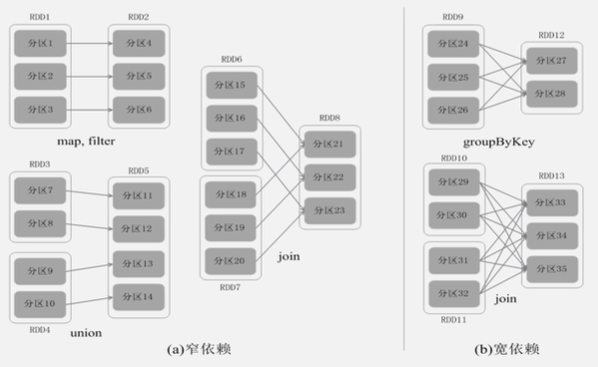 RDD1
RDD2
分区1
分区4
分区2
分区5
分区3
分区6
map, filter
RDD3
RDD5
分区7
分区11
分区8
分区12
分区9
分区13
分区10
分区14
RDD4
union
RDD6
分区15
分区16
分区17
RDD8
分区21
分区22
分区23
分区18
分区19
分区20
RDD7
join
(a)窄依赖
RDD9
RDD12
分区24
分区27
分区25
分区28
分区26
groupByKey
RDD10
RDD13
分区29
分区33
分区30
分区34
分区31
分区35
分区32
RDD11
join
(b)宽依赖